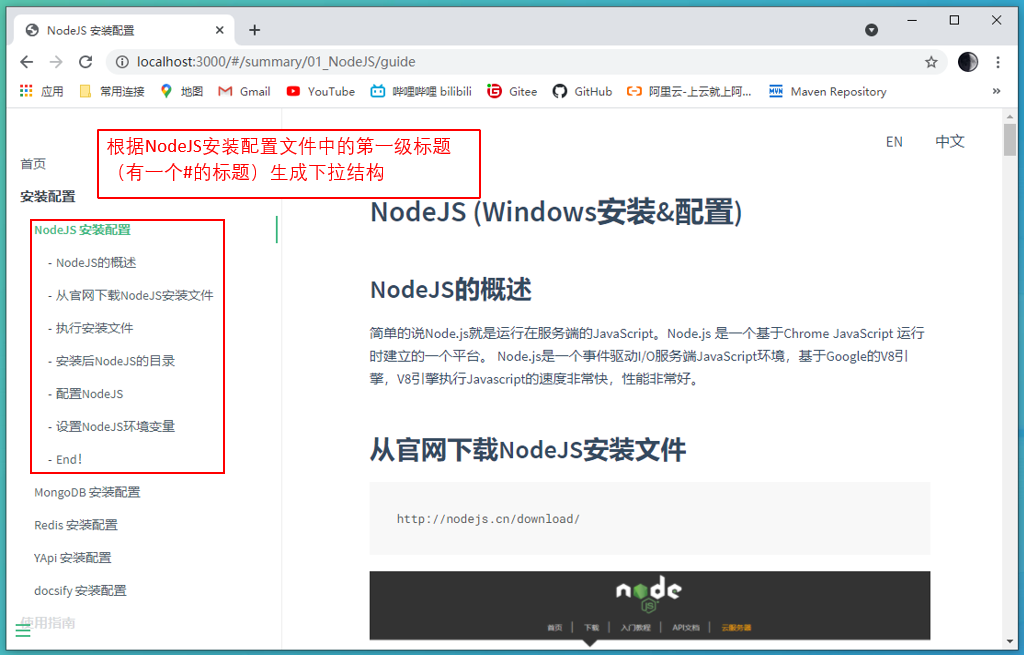 NodeJS 安装配置
localhost:3000/#/summary/01_NodeJS/guide
应用 常用连接 地图 Gmail YouTube 哔哩哔哩 bilibili Gitee GitHub 阿里云-上云就上阿... MVN Maven Repository »
根据NodeJS安装配置文件中的第一级标题
（有一个#的标题）生成下拉结构
EN 中文
首页
安装配置
NodeJS 安装配置
- NodeJS的概述
- 从官网下载NodeJS安装文件
- 执行安装文件
- 安装后NodeJS的目录
- 配置NodeJS
- 设置NodeJS环境变量
- End!
MongoDB 安装配置
Redis 安装配置
YApi 安装配置
docsify 安装配置
使用指南
NodeJS (Windows安装&配置)
NodeJS的概述
简单的说Node.js就是运行在服务端的JavaScript。Node.js 是一个基于Chrome JavaScript 运行
时建立的一个平台。 Node.js是一个事件驱动I/O服务端JavaScript环境，基于Google的V8引
擎，V8引擎执行Javascript的速度非常快，性能非常好。
从官网下载NodeJS安装文件
http://nodejs.cn/download/
node
JS
首页 | 下载 | 入门教程 | API文档 | 云服务器